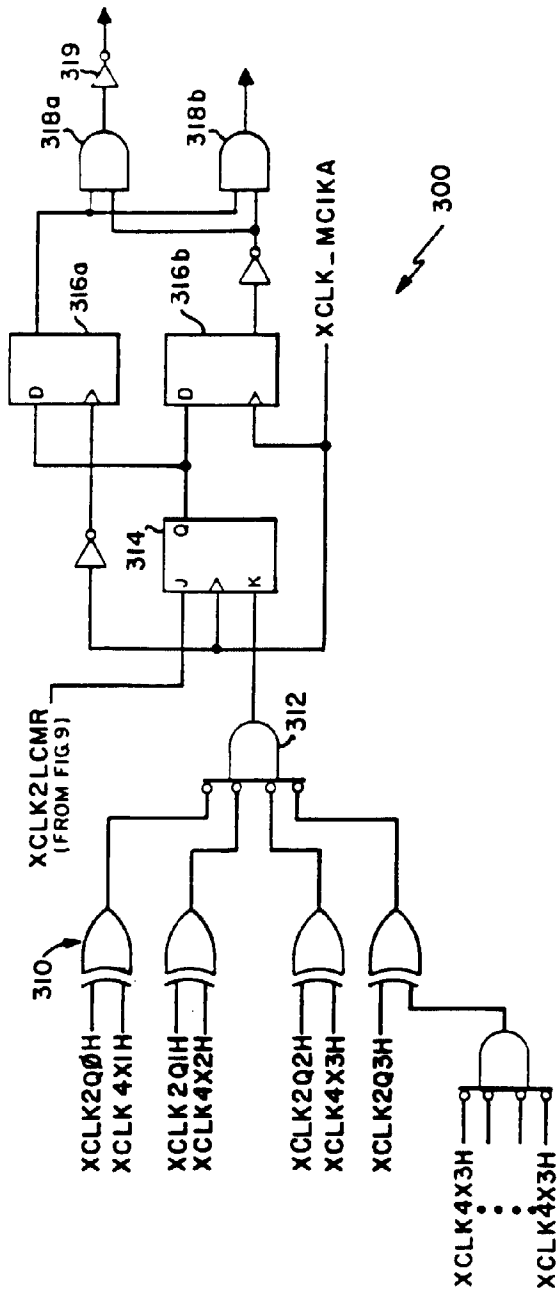 XCLK2QØH
XCLK4X1H
XCLK2Q1H
XCLK4X2H
XCLK2Q2H
XCLK4X3H
XCLK2Q3H
XCLK4X3H
XCLK4X3H
310
312
XCLK2LCMR
(FROM FIG.9)
J
Q
K
314
D
316a
D
316b
318a
319
318b
XCLK_MCIKA
300